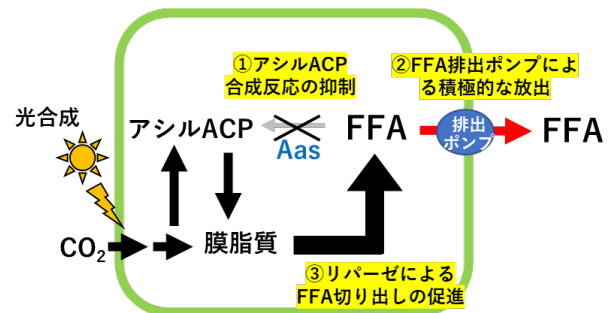 ①アシルACP
合成反応の抑制
②FFA排出ポンプによ
る積極的な放出
光合成
アシルACP
Aas
FFA
排出
ポンプ
FFA
CO₂
膜脂質
③リパーゼによる
FFA切り出しの促進